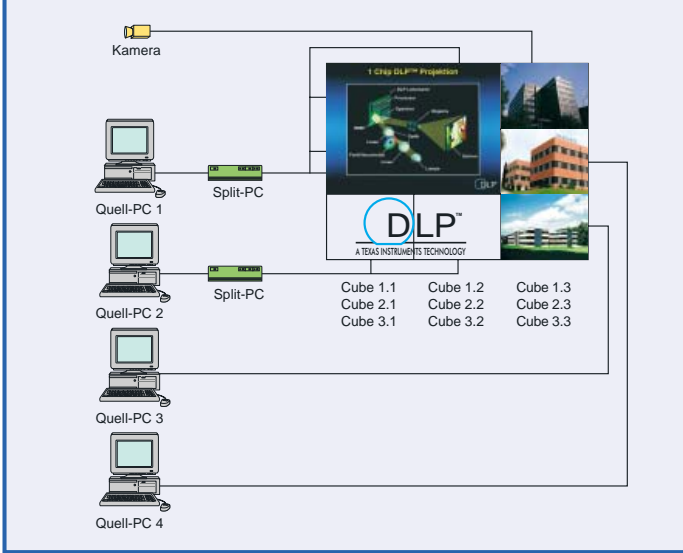 Kamera
1 Chip DLP™ Projektion
DLP
Quell-PC 1
Split-PC
DLP™
A TEXAS INSTRUMENTS TECHNOLOGY
Quell-PC 2
Split-PC
Cube 1.1 Cube 1.2 Cube 1.3
Cube 2.1 Cube 2.2 Cube 2.3
Cube 3.1 Cube 3.2 Cube 3.3
Quell-PC 3
Quell-PC 4